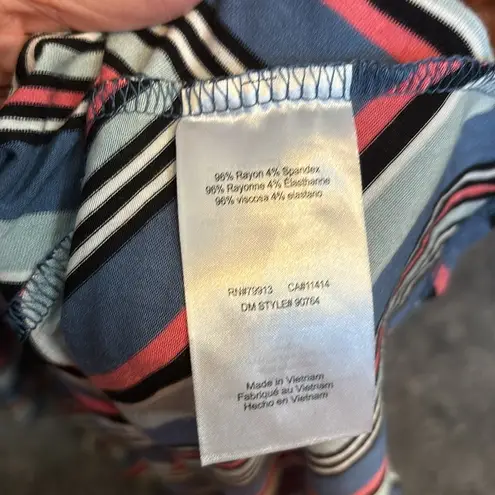 96% Rayon 4% Spandex
96% Rayonne 4% Élasthanne
96% viscosa 4% elastano
RN#79913 CA#11414
DM STYLE# 90764
Made in Vietnam
Fabriqué au Vietnam
Hecho en Vietnam